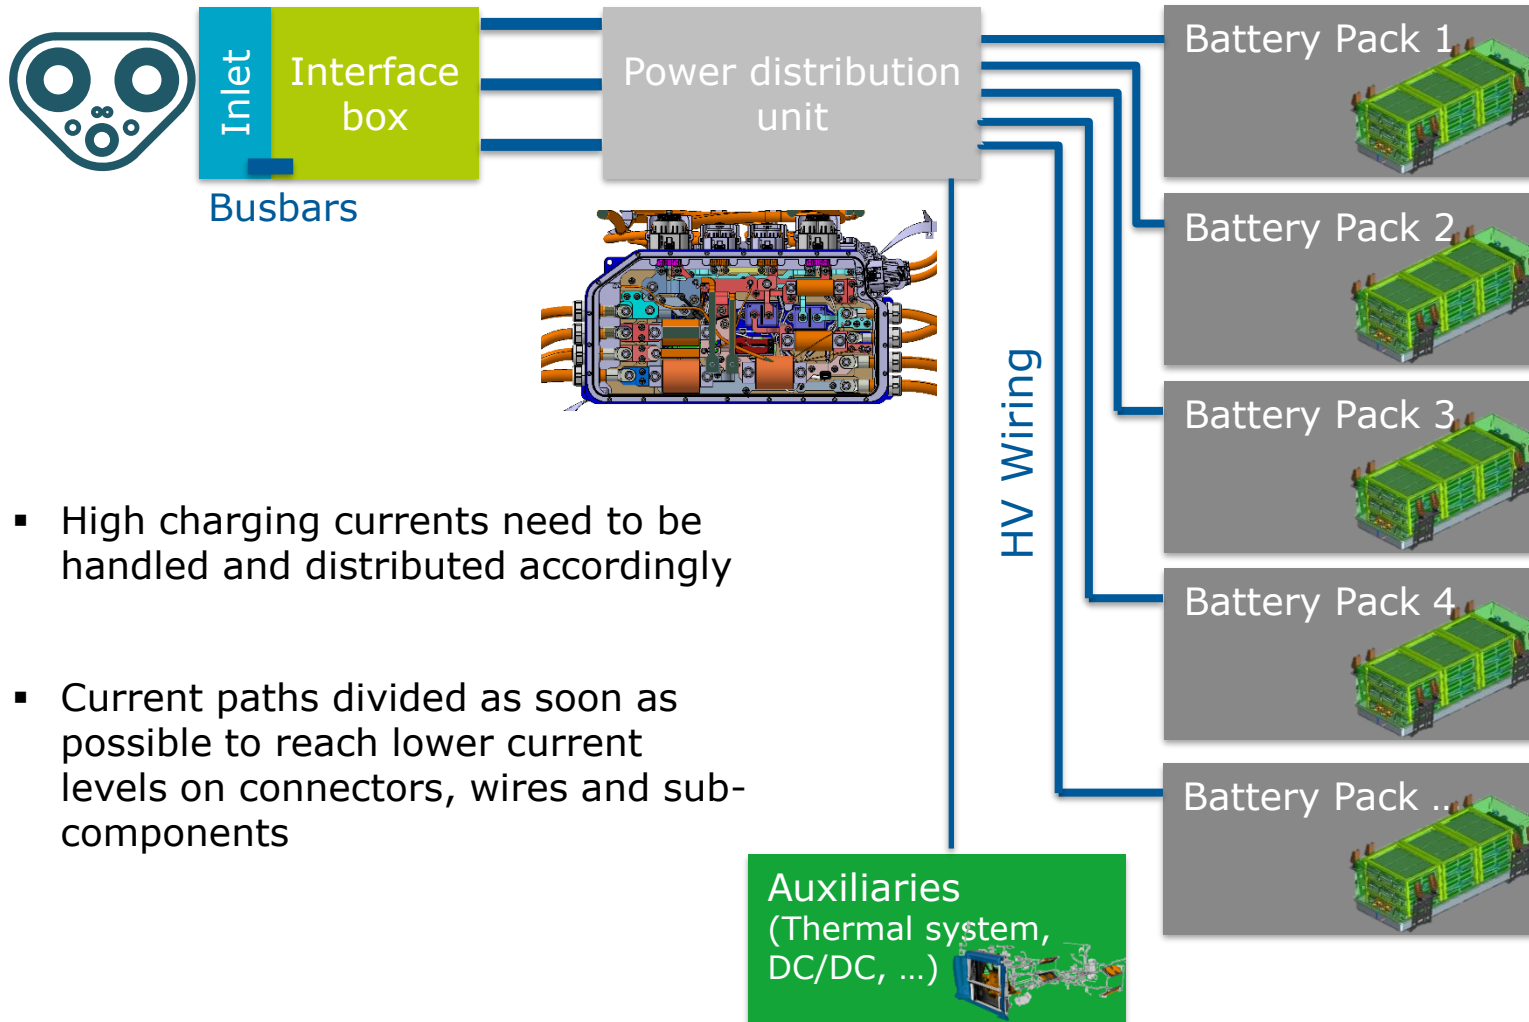 Inlet
Interface
box
Busbars
Power distribution
unit
Battery Pack 1
Battery Pack 2
Battery Pack 3
Battery Pack 4
Battery Pack ...
HV Wiring
▪ High charging currents need to be
handled and distributed accordingly
▪ Current paths divided as soon as
possible to reach lower current
levels on connectors, wires and sub-
components
Auxiliaries
(Thermal system,
DC/DC, ...)